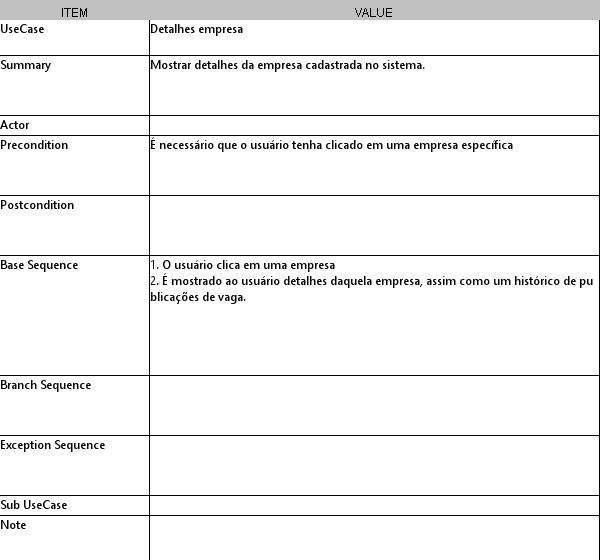 ITEM VALUE
UseCase Detalhes empresa
Summary Mostrar detalhes da empresa cadastrada no sistema.
Actor
Precondition É necessário que o usuário tenha clicado em uma empresa específica
Postcondition
Base Sequence 1. O usuário clica em uma empresa
2. É mostrado ao usuário detalhes daquela empresa, assim como um histórico de pu
blicações de vaga.
Branch Sequence
Exception Sequence
Sub UseCase
Note